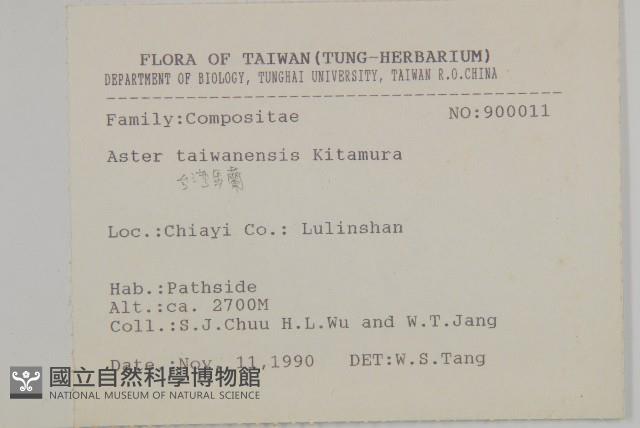 FLORA OF TAIWAN(TUNG-HERBARIUM)
DEPARTMENT OF BIOLOGY, TUNGHAI UNIVERSITY, TAIWAN R.O.CHINA
Family:Compositae NO:900011
Aster taiwanensis Kitamura
台灣馬蘭
Loc.:Chiayi Co.: Lulinshan
Hab.:Pathside
Alt.:ca. 2700M
Coll.:S.J.Chuu H.L.Wu and W.T.Jang
Date :Nov. 11,1990 DET:W.S.Tang
國立自然科學博物館
NATIONAL MUSEUM OF NATURAL SCIENCE